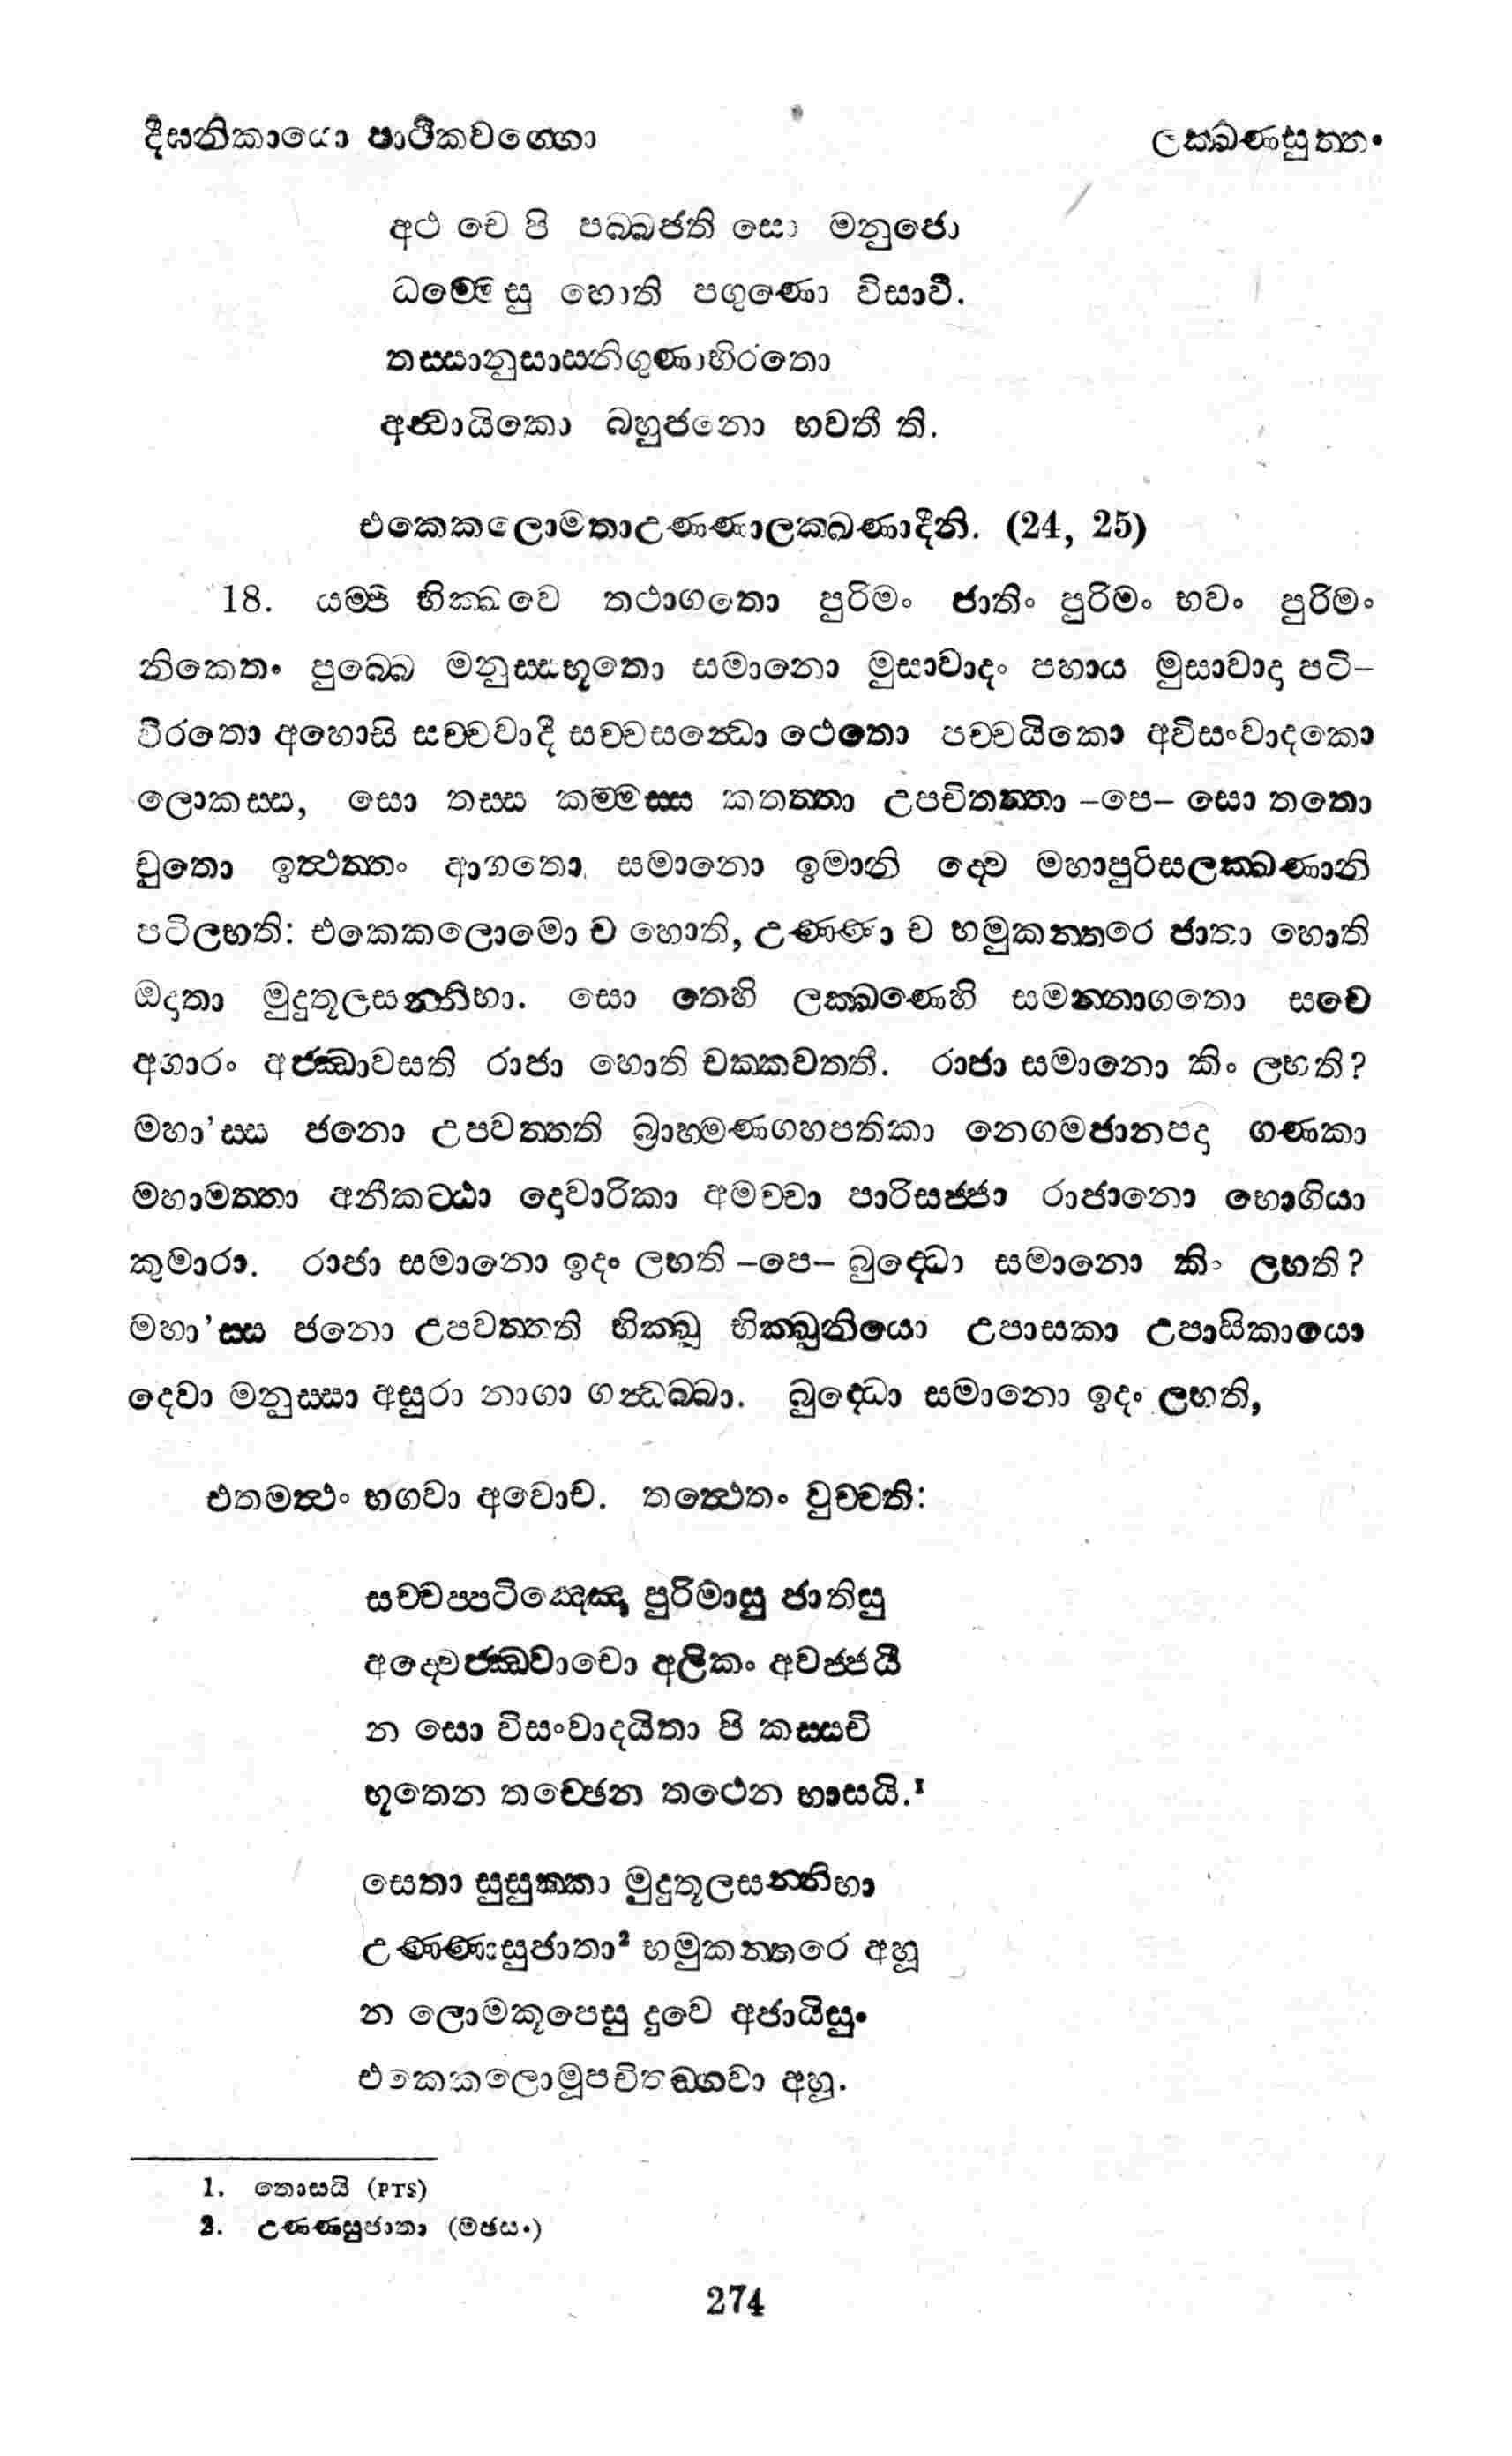 දීඝනිකායො පාථිකවග්ගො ලක්ඛණසුත්තං
අථ චෙ පි පබ්බජති සො මනුජො
ධම්මෙසු හොති පගුණො විසාවී.
තස්සානුසාසනිගුණාභිරතො
අන්වායිකො බහුජනො භවතී ති.
එකෙකලොමතාඋණ්ණාලක්ඛණාදීනි. (24, 25)
18. යම්පි භික්ඛවෙ තථාගතො පුරිමං ජාතිං පුරිමං භවං පුරිමං
නිකෙතං පුබ්බෙ මනුස්සභූතො සමානො මුසාවාදං පහාය මුසාවාදා පටි–
විරතො අහොසි සච්චවාදී සච්චසන්ධො ථෙතො පච්චයිකො අවිසංවාදකො
ලොකස්ස, සො තස්ස කම්මස්ස කතත්තා උපචිතත්තා –පෙ– සො තතො
චුතො ඉත්ථත්තං ආගතො සමානො ඉමානි ද්වෙ මහාපුරිසලක්ඛණානි
පටිලභති: එකෙකලොමො ච හොති, උණ්ණා ච භමුකන්තරෙ ජාතා හොති
ඔදාතා මුදුතූලසන්නිභා. සො තෙහි ලක්ඛණෙහි සමන්නාගතො සචෙ
අගාරං අජ්ඣාවසති රාජා හොති චක්කවත්තී. රාජා සමානො කිං ලභති?
මහා'ස්ස ජනො උපවත්තති බ්‍රාහ්මණගහපතිකා නෙගමජානපදා ගණකා
මහාමත්තා අනීකට්ඨා දොවාරිකා අමච්චා පාරිසජ්ජා රාජානො භොගියා
කුමාරා. රාජා සමානො ඉදං ලභති –පෙ– බුද්ධො සමානො කිං ලභති?
මහා'ස්ස ජනො උපවත්තති භික්ඛූ භික්ඛුනියො උපාසකා උපාසිකායො
දෙවා මනුස්සා අසුරා නාගා ගන්ධබ්බා. බුද්ධො සමානො ඉදං ලභති,
එතමත්ථං භගවා අවොච. තත්ථෙතං වුච්චති:
සච්චප්පටිඤ්ඤො පුරිමාසු ජාතිසු
අද්වෙජ්ඣවාචො අලිකං අවජ්ජයී
න සො විසංවාදයිතා පි කස්සචි
භූතෙන තච්ඡෙන තථෙන භාසයි.¹
සෙතා සුසුක්කා මුදුතූලසන්නිභා
උණ්ණාසුජාතා² භමුකන්තරෙ අහූ
න ලොමකූපෙසු දුවෙ අජායිසුං
එකෙකලොමූපචිතඞ්ගවා අහූ.
1. තොසයි (PTS)
2. උණ්ණසුජාතා (මඡසං)
274